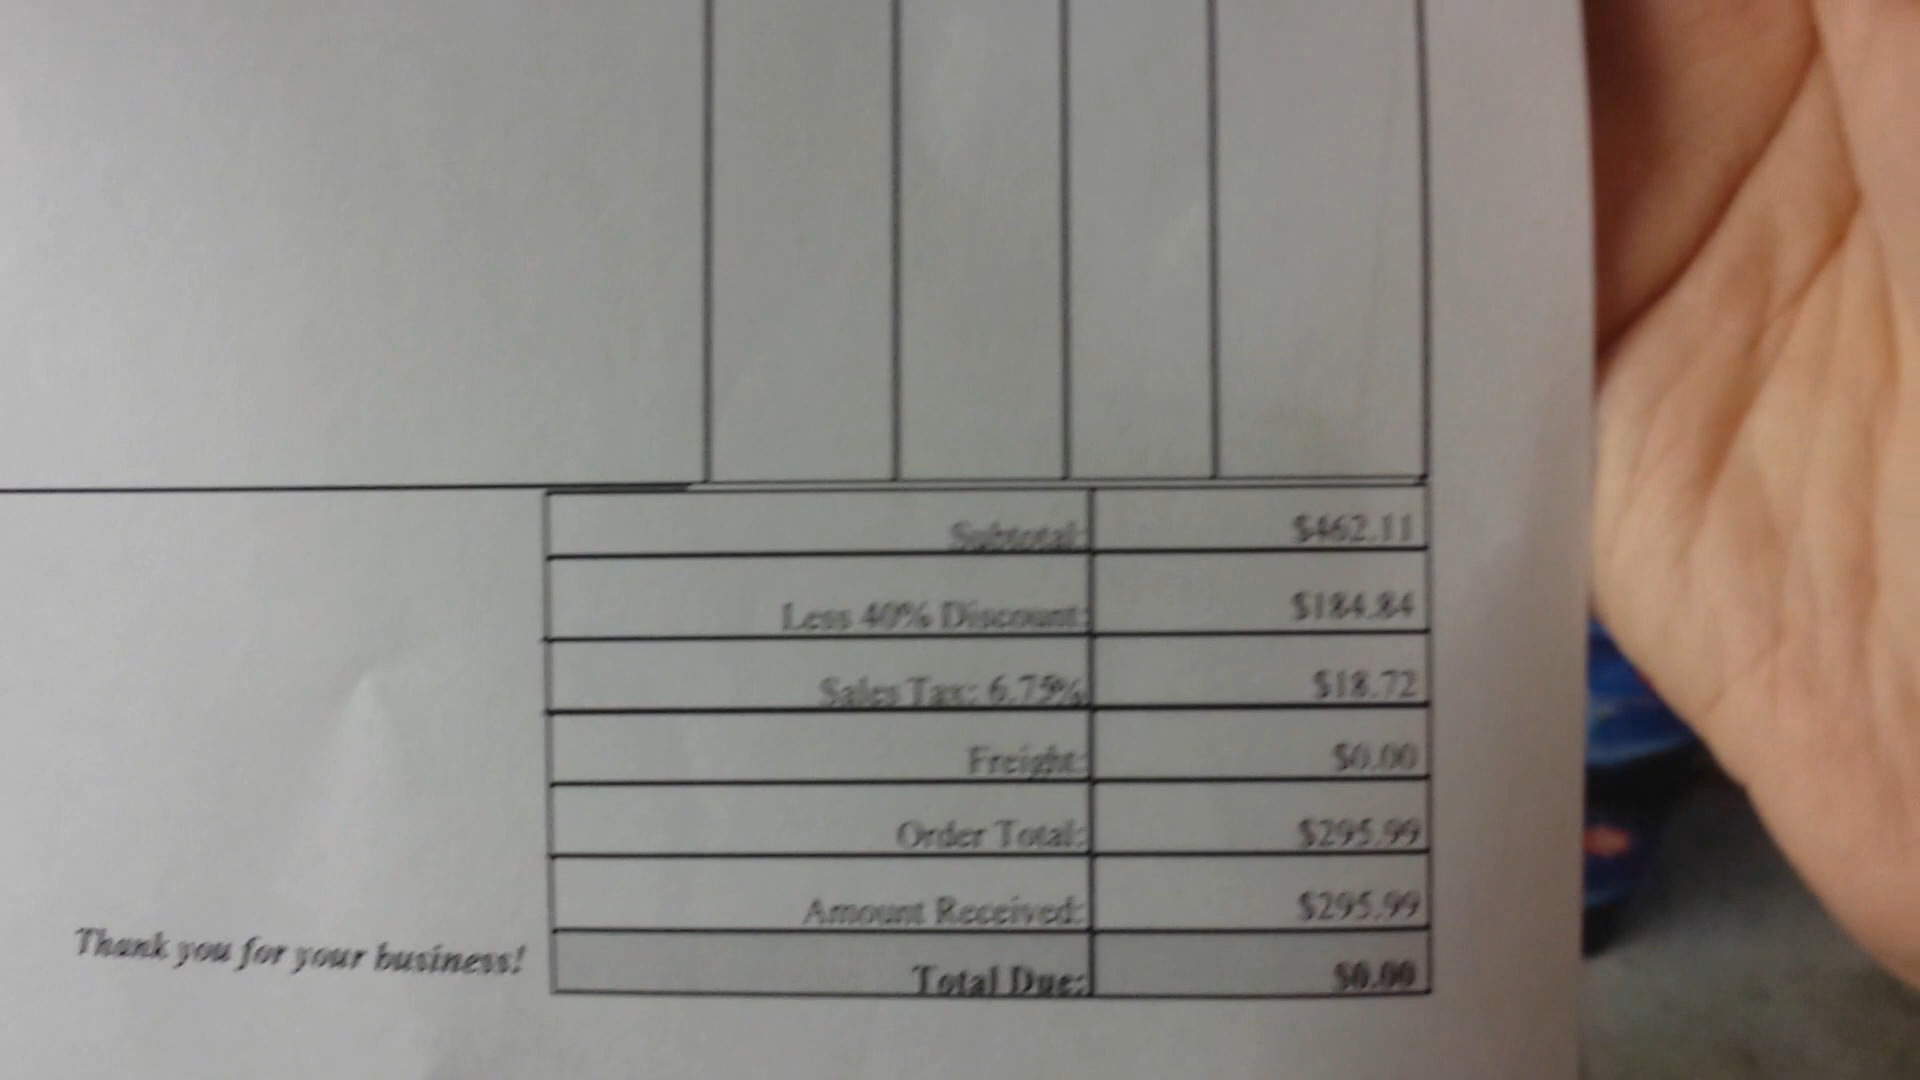 Subtotal: $462.11
Less 40% Discount: $184.84
Sales Tax: 6.75% $18.72
Freight: $0.00
Order Total: $295.99
Amount Received: $295.99
Thank you for your business!
Total Due: $0.00